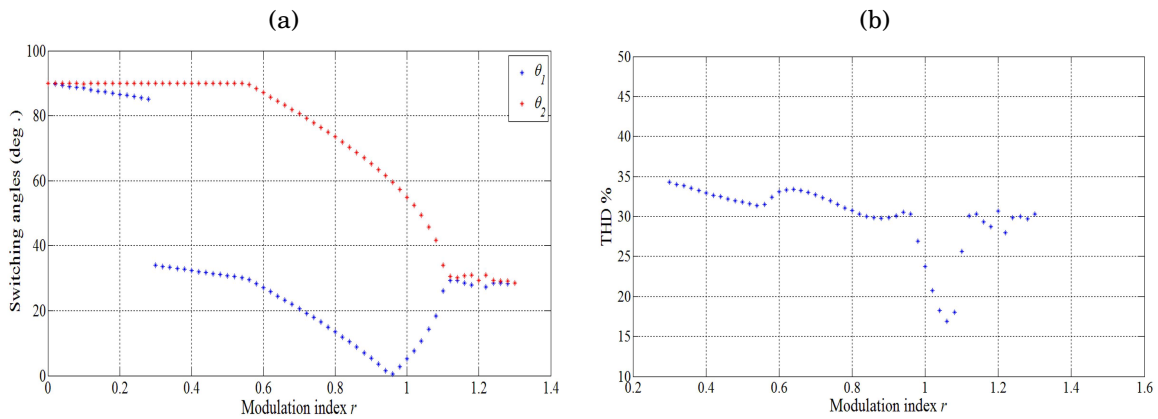 (a)
100
80
60
40
20
0
Switching angles (deg .)
0 0.2 0.4 0.6 0.8 1 1.2 1.4
Modulation index r
θ1
θ2
(b)
50
45
40
35
30
25
20
15
10
THD %
0.2 0.4 0.6 0.8 1 1.2 1.4 1.6
Modulation index r